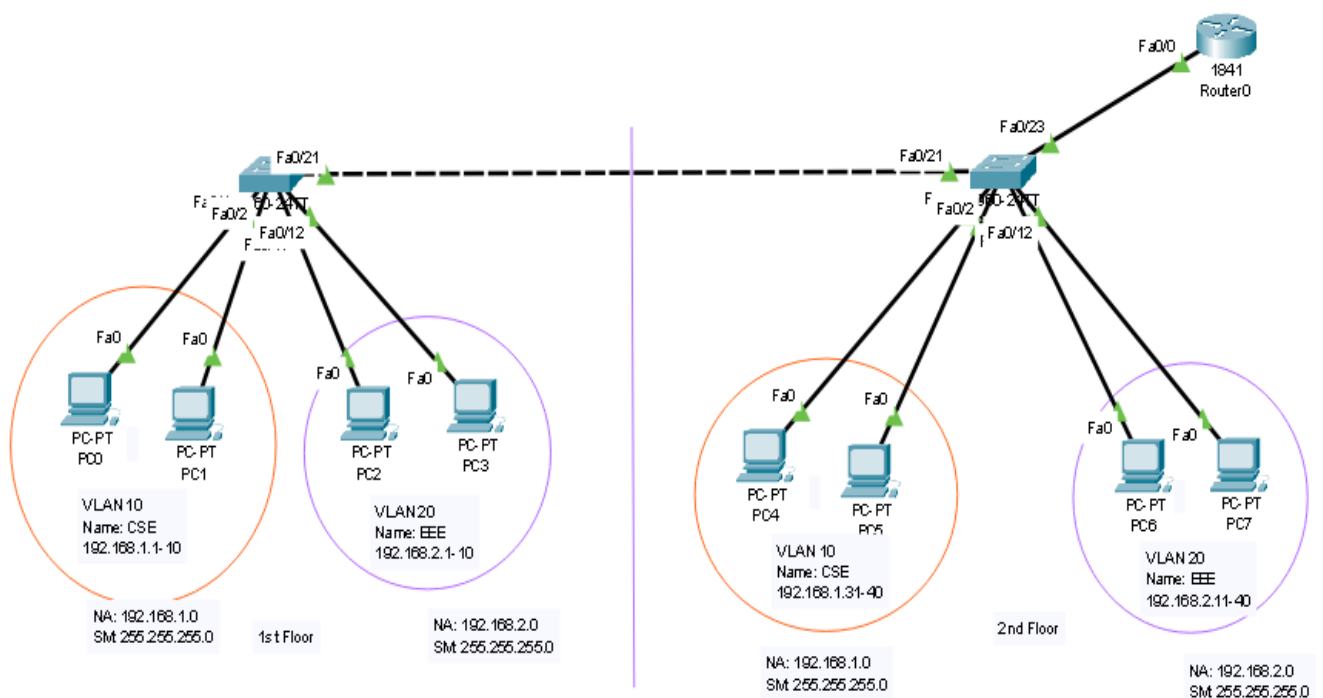 Fa0/0
1841
Router0
Fa0/23
Fa0/21
Fa0/21
Fa0/2
Fa0/12
Fa0/2
Fa0/12
Fa0
Fa0
Fa0
Fa0
PC-PT
PC0
PC-PT
PC1
PC-PT
PC2
PC-PT
PC3
Fa0
Fa0
Fa0
Fa0
PC-PT
PC4
PC-PT
PC5
PC-PT
PC6
PC-PT
PC7
VLAN 10
Name: CSE
192.168.1.1-10
VLAN 20
Name: EEE
192.168.2.1-10
VLAN 10
Name: CSE
192.168.1.31-40
VLAN 20
Name: EEE
192.168.2.11-40
NA: 192.168.1.0
SM: 255.255.255.0
1st Floor
NA: 192.168.2.0
SM: 255.255.255.0
2nd Floor
NA: 192.168.1.0
SM: 255.255.255.0
NA: 192.168.2.0
SM: 255.255.255.0